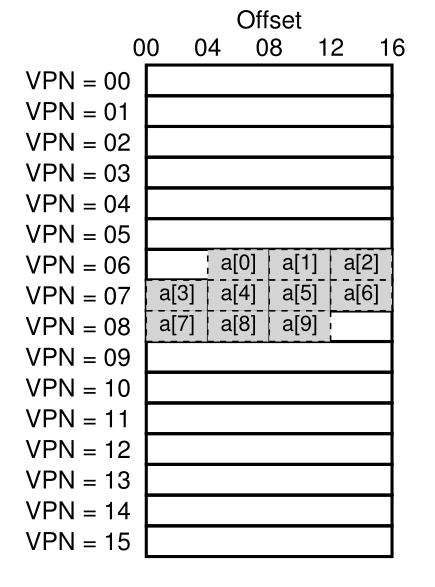 Offset
00 04 08 12 16
VPN = 00
VPN = 01
VPN = 02
VPN = 03
VPN = 04
VPN = 05
VPN = 06 a[0] a[1] a[2]
VPN = 07 a[3] a[4] a[5] a[6]
VPN = 08 a[7] a[8] a[9]
VPN = 09
VPN = 10
VPN = 11
VPN = 12
VPN = 13
VPN = 14
VPN = 15